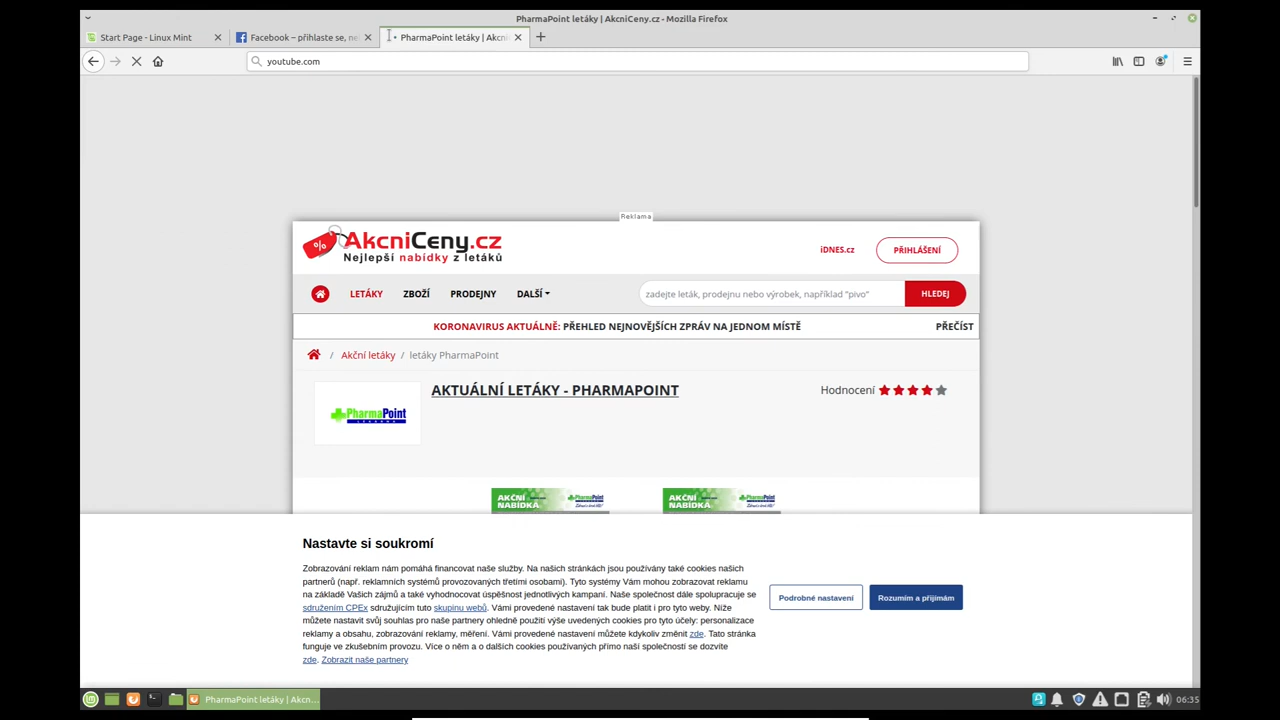 PharmaPoint letáky | AkcniCeny.cz - Mozilla Firefox
Start Page - Linux Mint
Facebook – přihlaste se, ne
PharmaPoint letáky | Akcni
youtube.com
Reklama
AkcniCeny.cz
Nejlepší nabídky z letáků
iDNES.cz
PŘIHLÁŠENÍ
LETÁKY
ZBOŽÍ
PRODEJNY
DALŠÍ
zadejte leták, prodejnu nebo výrobek, například "pivo"
HLEDEJ
KORONAVIRUS AKTUÁLNĚ: PŘEHLED NEJNOVĚJŠÍCH ZPRÁV NA JEDNOM MÍSTĚ
PŘEČÍST
/ Akční letáky / letáky PharmaPoint
AKTUÁLNÍ LETÁKY - PHARMAPOINT
Hodnocení
PharmaPoint
LÉKÁRNA
AKČNÍ
NABÍDKA
PharmaPoint
AKČNÍ
NABÍDKA
PharmaPoint
Nastavte si soukromí
Zobrazování reklam nám pomáhá financovat naše služby. Na našich stránkách jsou používány také cookies našich
partnerů (např. reklamních systémů provozovaných třetími osobami). Tyto systémy Vám mohou zobrazovat reklamu
na základě Vašich zájmů a také vyhodnocovat úspěšnost jednotlivých kampaní. Naše společnost dále spolupracuje se
sdružením CPEx sdružujícím tuto skupinu webů. Vámi provedené nastavení tak bude platit i pro tyto weby. Níže
můžete nastavit svůj souhlas pro naše partnery ohledně použití výše uvedených cookies pro tyto účely: personalizace
reklamy a obsahu, zobrazování reklamy, měření. Vámi provedené nastavení můžete kdykoliv změnit zde. Tato stránka
funguje ve zkušebním provozu. Více o něm a o dalších cookies používaných přímo naší společností se dozvíte
zde. Zobrazit naše partnery
Podrobné nastavení
Rozumím a přijímám
PharmaPoint letáky | Akcn...
06:35